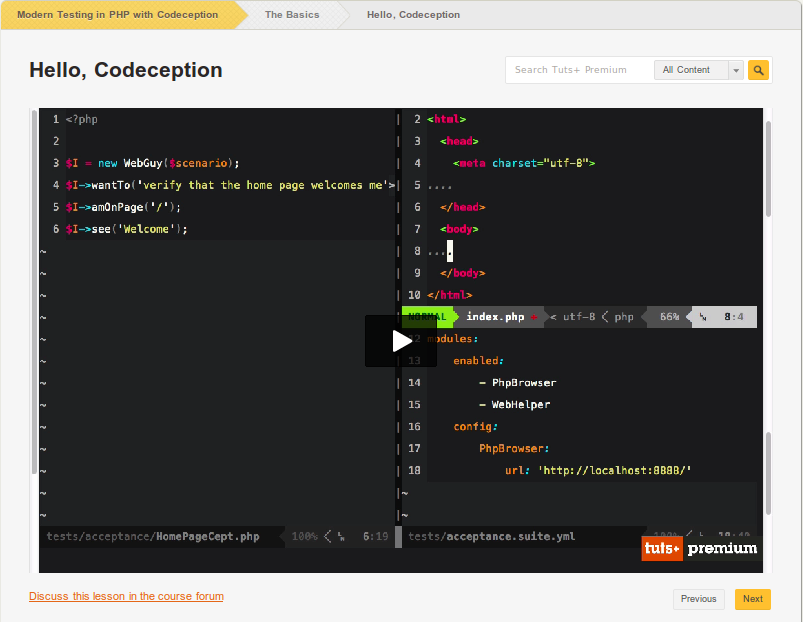 Modern Testing in PHP with Codeception
The Basics
Hello, Codeception
Hello, Codeception
Search Tuts+ Premium
All Content
1 <?php
2
3 $I = new WebGuy($scenario);
4 $I->wantTo('verify that the home page welcomes me'>
5 $I->amOnPage('/');
6 $I->see('Welcome');
~
~
~
~
~
~
~
~
~
~
~
~
~
tests/acceptance/HomePageCept.php 100% 6:19
2 <html>
3 <head>
4 <meta charset="utf-8">
5 ....
6 </head>
7 <body>
8 ....
9 </body>
10 </html>
NORMAL index.php + < utf-8 < php 66% 8:4
12 modules:
13 enabled:
14 - PhpBrowser
15 - WebHelper
16 config:
17 PhpBrowser:
18 url: 'http://localhost:8888/'
~
~
tests/acceptance.suite.yml
tuts+ premium
Discuss this lesson in the course forum
Previous
Next